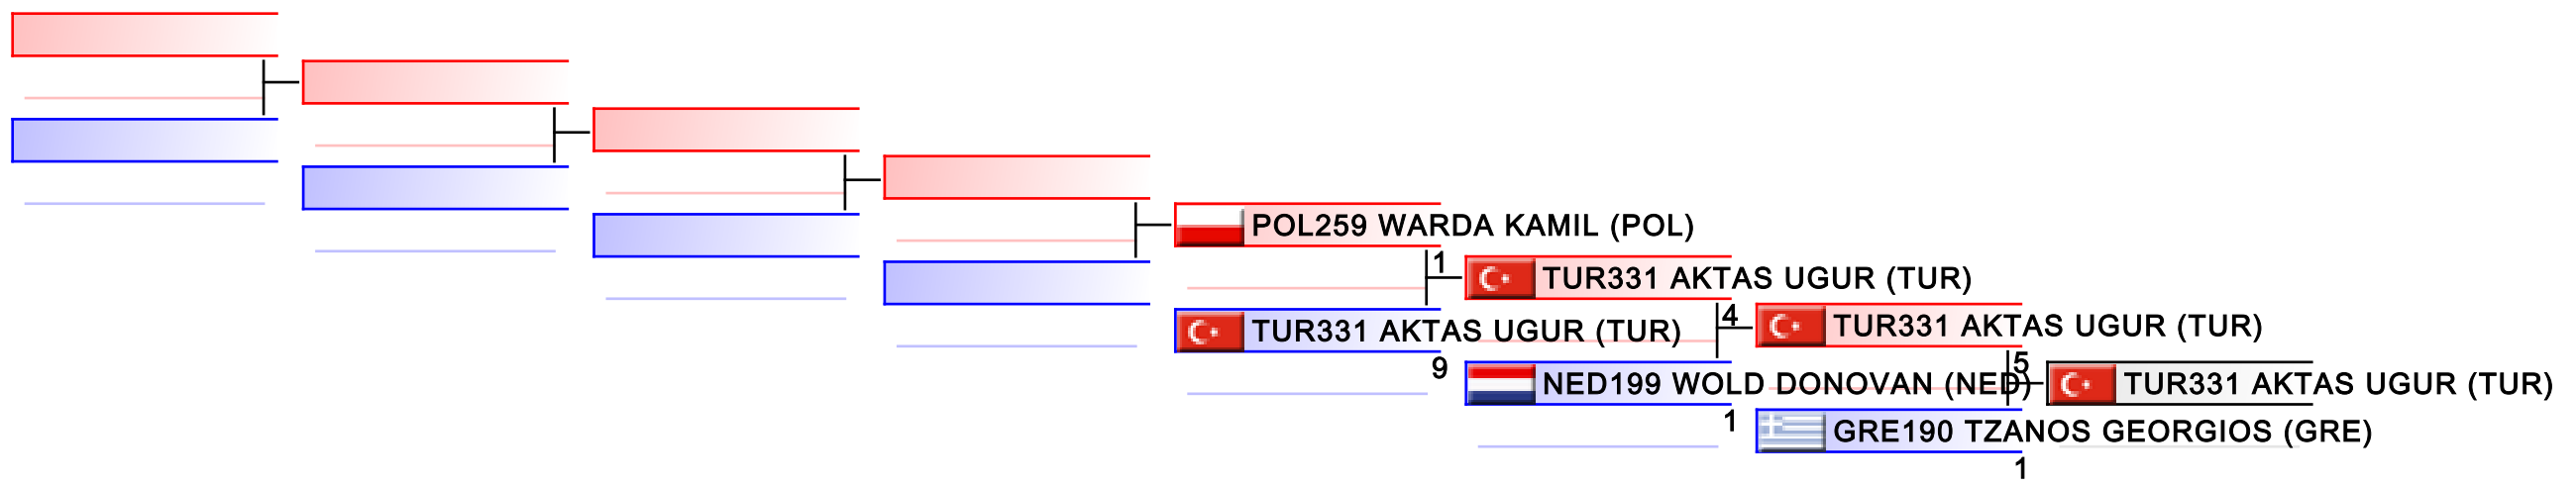 POL259 WARDA KAMIL (POL)
1
TUR331 AKTAS UGUR (TUR)
TUR331 AKTAS UGUR (TUR)
9
4
TUR331 AKTAS UGUR (TUR)
NED199 WOLD DONOVAN (NED)
1
5
TUR331 AKTAS UGUR (TUR)
GRE190 TZANOS GEORGIOS (GRE)
1